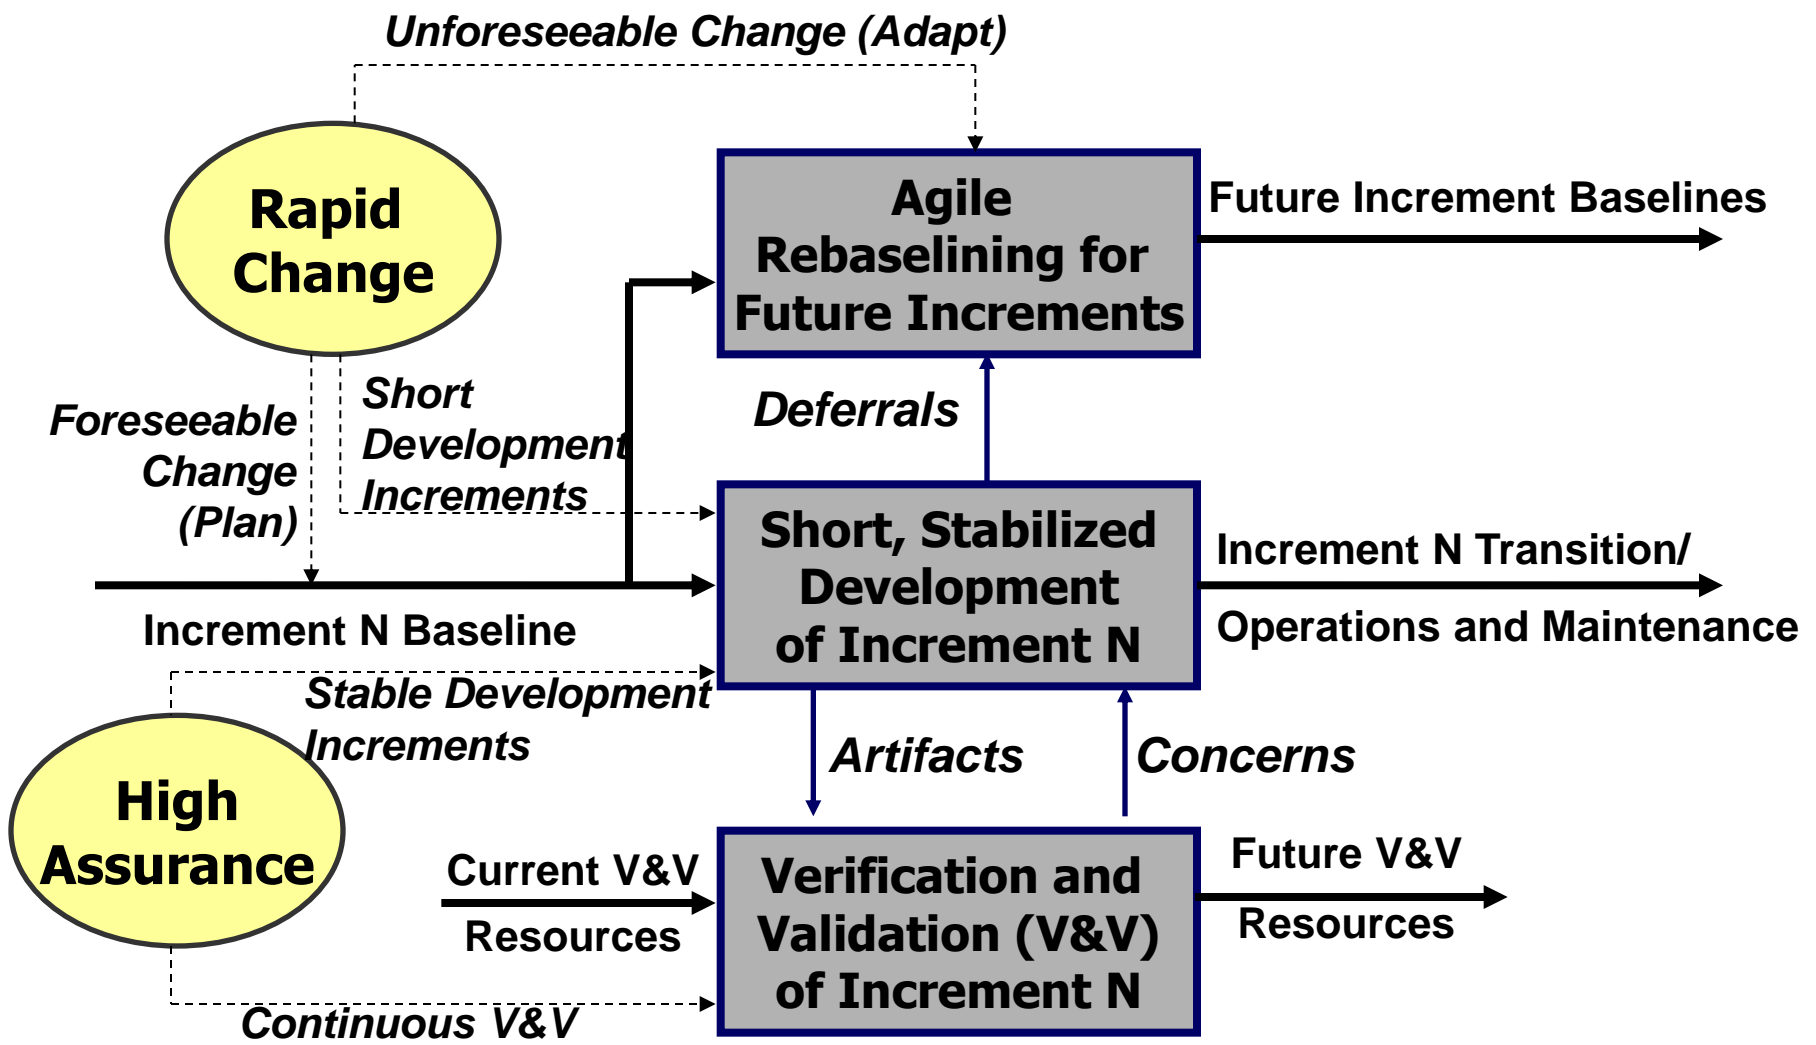 Unforeseeable Change (Adapt)
Rapid
Change
Agile
Rebaselining for
Future Increments
Future Increment Baselines
Foreseeable
Change
(Plan)
Short
Development
Increments
Deferrals
Short, Stabilized
Development
of Increment N
Increment N Transition/
Operations and Maintenance
Increment N Baseline
Stable Development
Increments
High
Assurance
Artifacts
Concerns
Current V&V
Resources
Verification and
Validation (V&V)
of Increment N
Future V&V
Resources
Continuous V&V